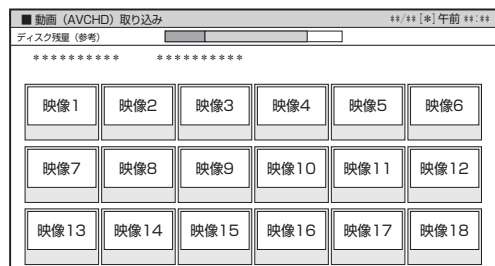 ■ 動画（AVCHD）取り込み **/**[*]午前 **:**
ディスク残量（参考）
********** **********
映像1 映像2 映像3 映像4 映像5 映像6
映像7 映像8 映像9 映像10 映像11 映像12
映像13 映像14 映像15 映像16 映像17 映像18